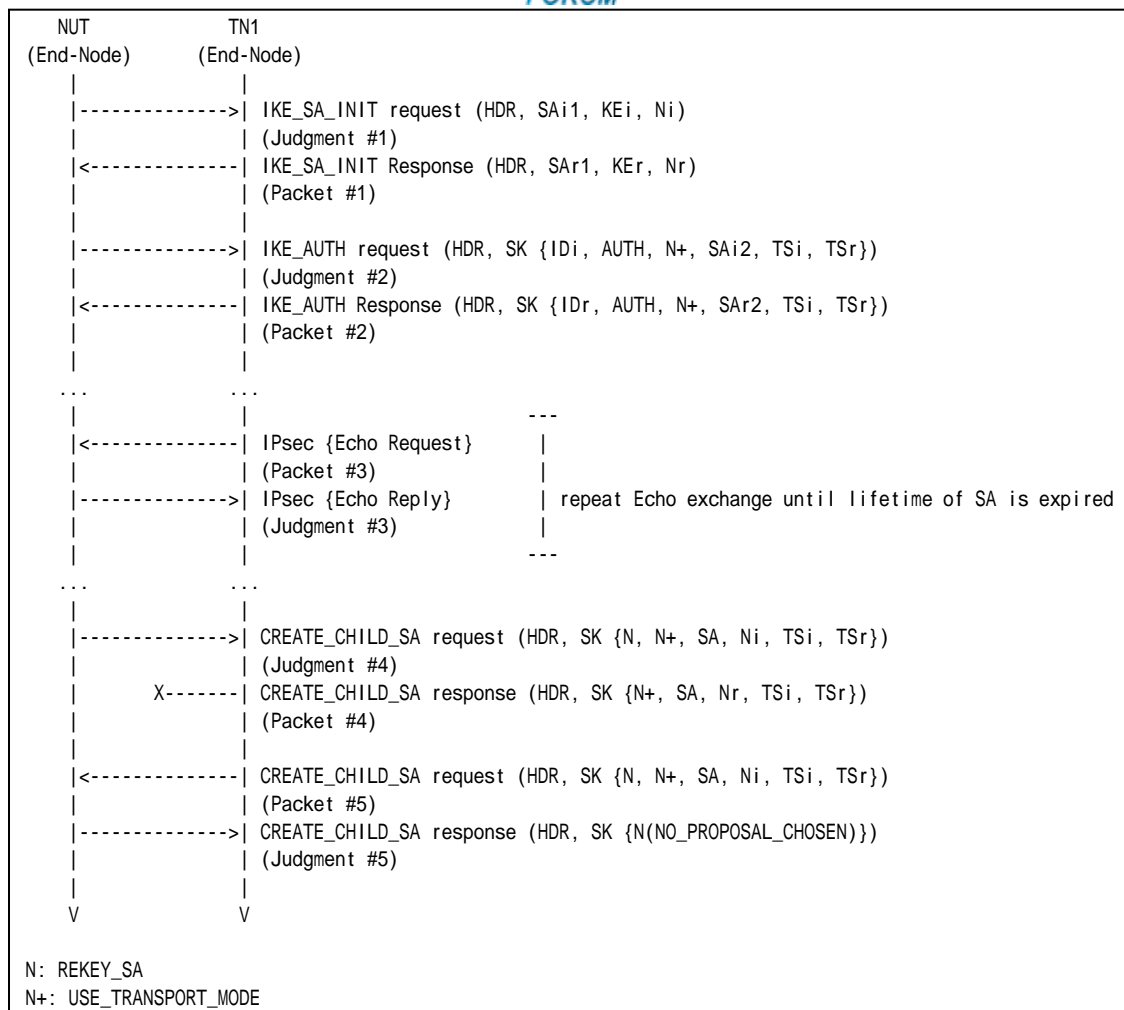 FORUM
NUT TN1
(End-Node) (End-Node)
| |
|-------------->| IKE_SA_INIT request (HDR, SAi1, KEi, Ni)
| | (Judgment #1)
|<--------------| IKE_SA_INIT Response (HDR, SAr1, KEr, Nr)
| | (Packet #1)
| |
|-------------->| IKE_AUTH request (HDR, SK {IDi, AUTH, N+, SAi2, TSi, TSr})
| | (Judgment #2)
|<--------------| IKE_AUTH Response (HDR, SK {IDr, AUTH, N+, SAr2, TSi, TSr})
| | (Packet #2)
| |
... ...
| | ---
|<--------------| IPsec {Echo Request} |
| | (Packet #3) |
|-------------->| IPsec {Echo Reply} | repeat Echo exchange until lifetime of SA is expired
| | (Judgment #3) |
| | ---
... ...
| |
|-------------->| CREATE_CHILD_SA request (HDR, SK {N, N+, SA, Ni, TSi, TSr})
| | (Judgment #4)
| X-------| CREATE_CHILD_SA response (HDR, SK {N+, SA, Nr, TSi, TSr})
| | (Packet #4)
| |
|<--------------| CREATE_CHILD_SA request (HDR, SK {N, N+, SA, Ni, TSi, TSr})
| | (Packet #5)
|-------------->| CREATE_CHILD_SA response (HDR, SK {N(NO_PROPOSAL_CHOSEN)})
| | (Judgment #5)
| |
V V
N: REKEY_SA
N+: USE_TRANSPORT_MODE